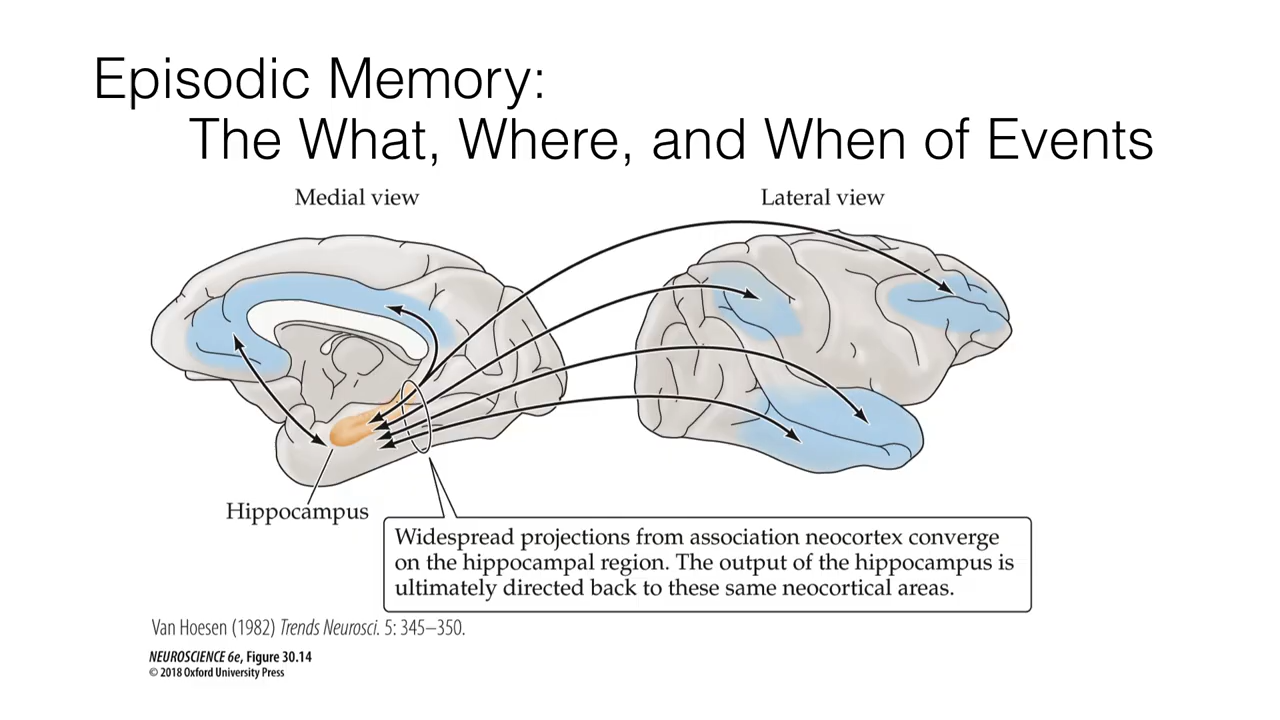 Episodic Memory:
The What, Where, and When of Events
Medial view
Lateral view
Hippocampus
Widespread projections from association neocortex converge
on the hippocampal region. The output of the hippocampus is
ultimately directed back to these same neocortical areas.
Van Hoesen (1982) Trends Neurosci. 5: 345–350.
NEUROSCIENCE 6e, Figure 30.14
© 2018 Oxford University Press